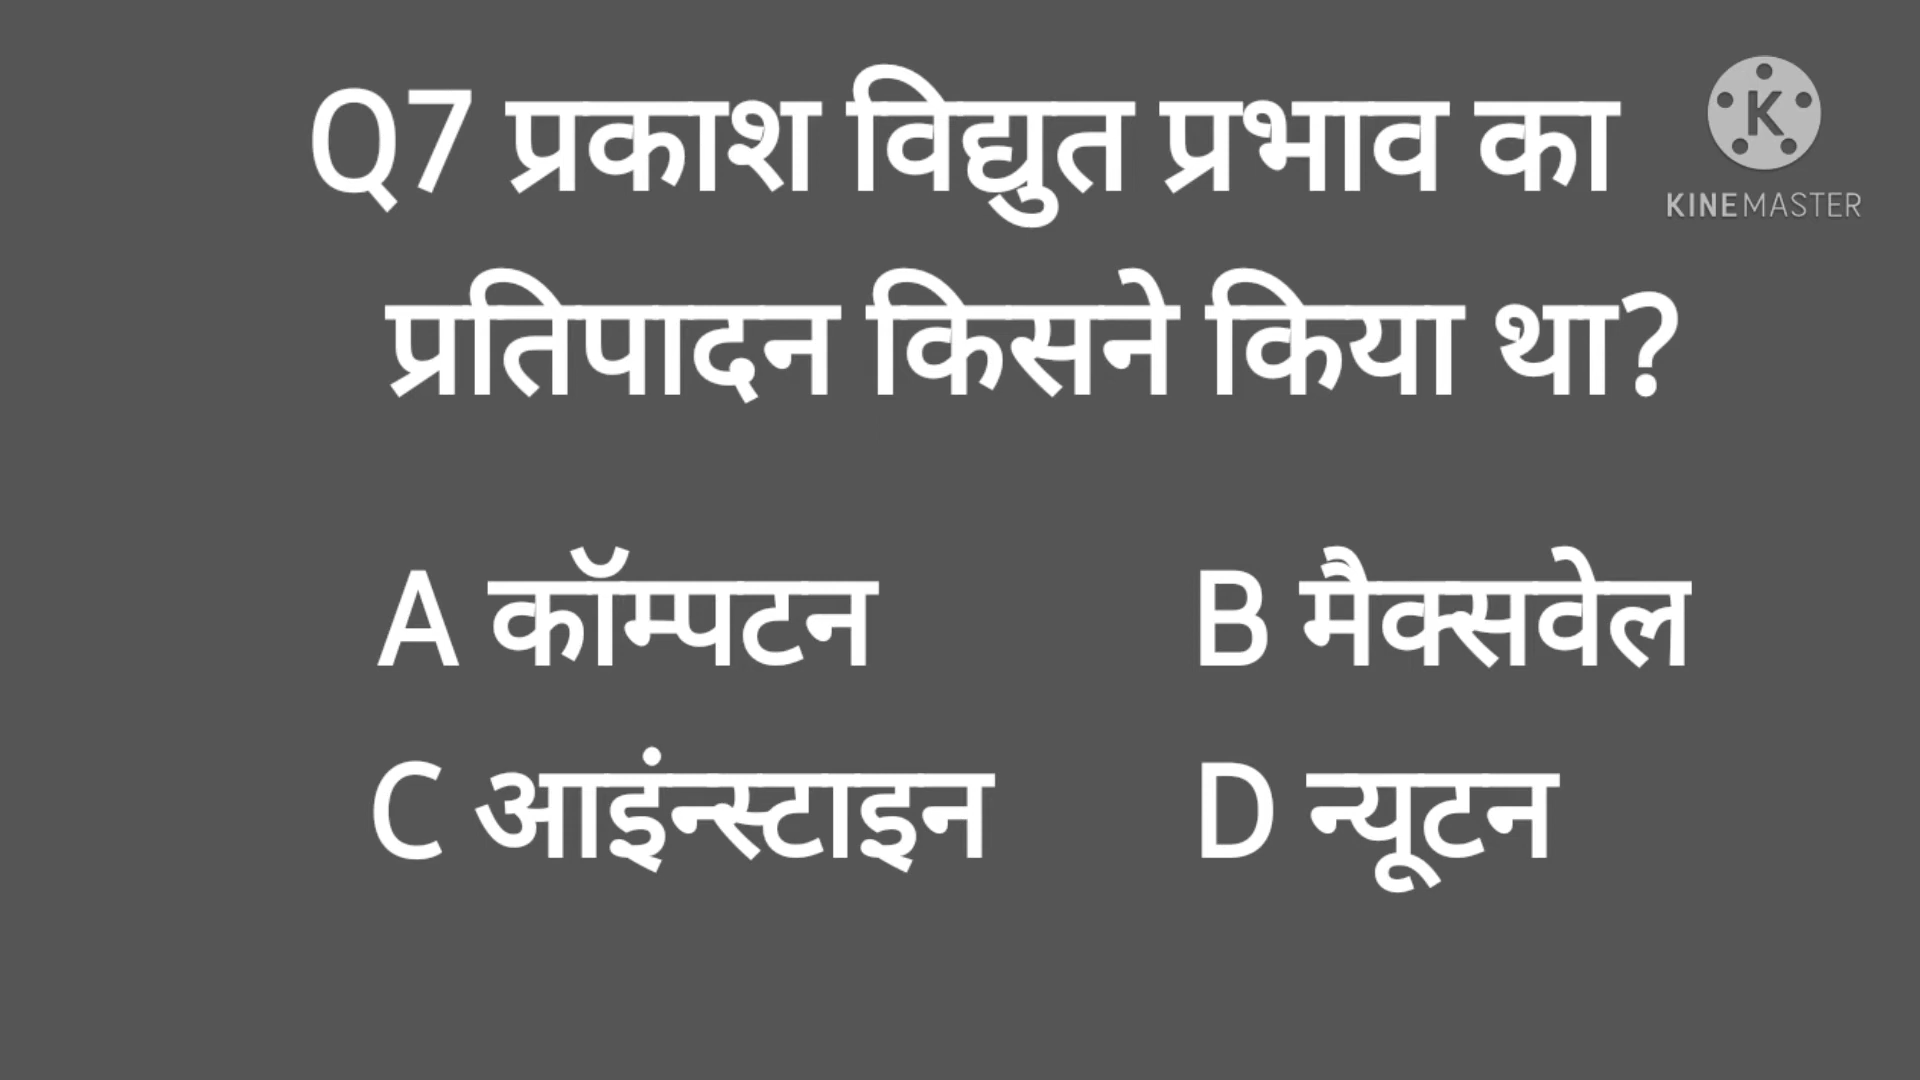 Q7 प्रकाश विद्युत प्रभाव का
प्रतिपादन किसने किया था?
A कॉम्पटन B मैक्सवेल
C आइंन्स्टाइन D न्यूटन
K
KINEMASTER